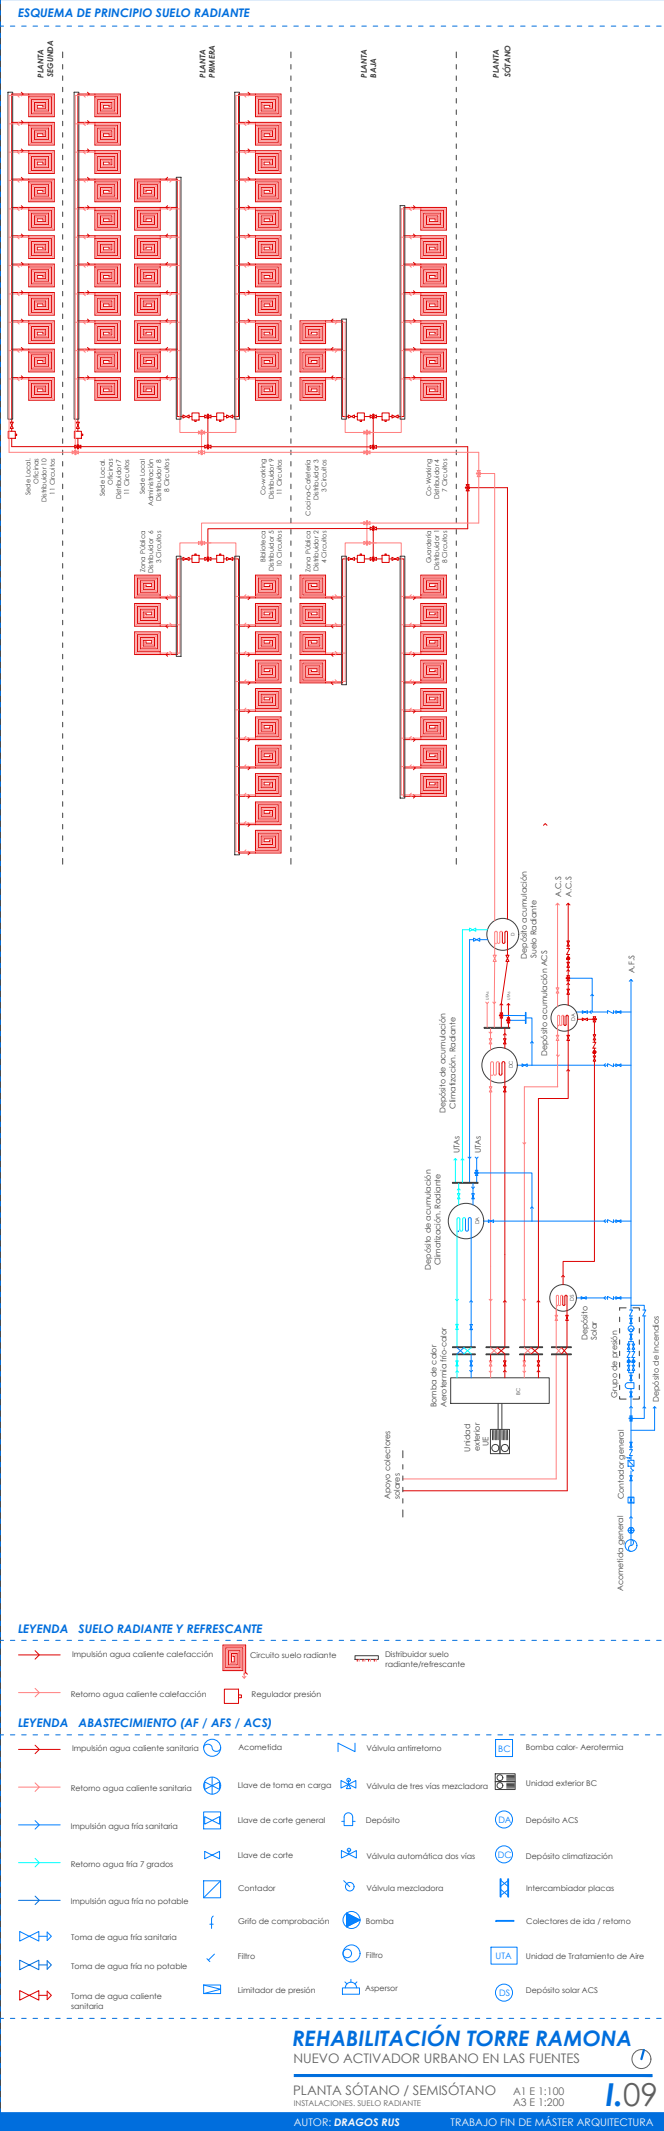 ESQUEMA DE PRINCIPIO SUELO RADIANTE
PLANTA
SEGUNDA
PLANTA
PRIMERA
PLANTA
BAJA
PLANTA
SÓTANO
Sede Local.
Oficinas
Distribuidor 10
11 Circuitos
Sede Local.
Oficinas
Distribuidor 7
11 Circuitos
Sede Local
Administración
Distribuidor 8
8 Circuitos
Co-working
Distribuidor 9
11 Circuitos
Cocina-Cafetería
Distribuidor 3
3 Circuitos
Co-Working
Distribuidor 4
7 Circuitos
Zona Pública
Distribuidor 6
3 Circuitos
Biblioteca
Distribuidor 5
10 Circuitos
Zona Pública
Distribuidor 2
4 Circuitos
Guardería
Distribuidor 1
8 Circuitos
Depósito acumulación
Suelo Radiante
A.C.S
A.C.S
Depósito acumulación ACS
A.F.S
DA
Depósito de acumulación
Climatización. Radiante
DC
UTAs
UTAs
Depósito de acumulación
Climatización. Radiante
DA
DS
Depósito
Solar
Bomba de calor
Aerotermia frío-calor
BC
Grupo de presión
Depósito de Incendios
Unidad
exterior
UE
Apoyo colectores
solares
Contador general
Acometida general
LEYENDA SUELO RADIANTE Y REFRESCANTE
Impulsión agua caliente calefacción
Circuito suelo radiante
Distribuidor suelo
radiante/refrescante
Retorno agua caliente calefacción
Regulador presión
LEYENDA ABASTECIMIENTO (AF / AFS / ACS)
Impulsión agua caliente sanitaria
Acometida
Válvula antiretorno
BC
Bomba calor- Aerotermia
Retorno agua caliente sanitaria
Llave de toma en carga
Válvula de tres vías mezcladora
Unidad exterior BC
Impulsión agua fría sanitaria
Llave de corte general
Depósito
DA
Depósito ACS
Retorno agua fría 7 grados
Llave de corte
Válvula automática dos vías
DC
Depósito climatización
Impulsión agua fría no potable
Contador
Válvula mezcladora
Intercambiador placas
Toma de agua fría sanitaria
Grifo de comprobación
Bomba
Colectores de ida / retorno
Toma de agua fría no potable
Filtro
Filtro
UTA
Unidad de Tratamiento de Aire
Toma de agua caliente
sanitaria
Limitador de presión
Aspersor
DS
Depósito solar ACS
REHABILITACIÓN TORRE RAMONA
NUEVO ACTIVADOR URBANO EN LAS FUENTES
PLANTA SÓTANO / SEMISÓTANO
INSTALACIONES. SUELO RADIANTE
A1 E 1:100
A3 E 1:200
I.09
AUTOR: DRAGOS RUS
TRABAJO FIN DE MÁSTER ARQUITECTURA